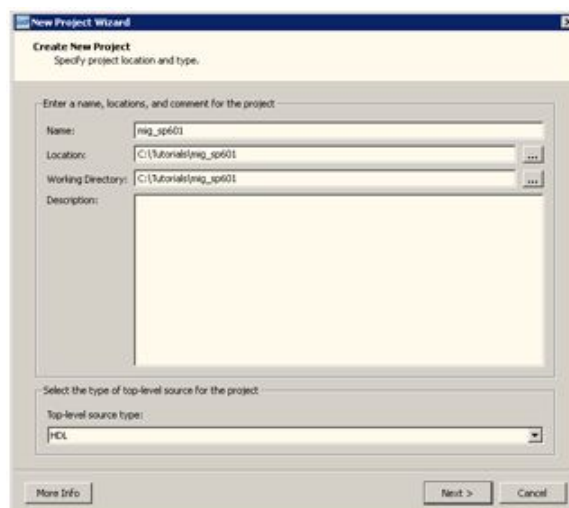 New Project Wizard
Create New Project
Specify project location and type.
Enter a name, locations, and comment for the project
Name: mig_sp601
Location: C:\Tutorials\mig_sp601 ...
Working Directory: C:\Tutorials\mig_sp601 ...
Description:
Select the type of top-level source for the project
Top-level source type:
HDL
More Info Next > Cancel